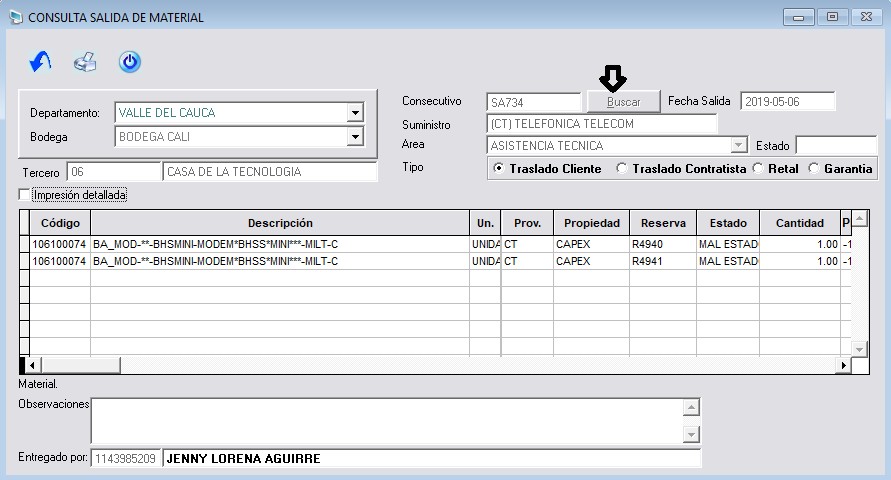 CONSULTA SALIDA DE MATERIAL
Departamento: VALLE DEL CAUCA
Bodega BODEGA CALI
Consecutivo SA734 Buscar Fecha Salida 2019-05-06
Suministro (CT) TELEFONICA TELECOM
Area ASISTENCIA TECNICA Estado
Tercero 06 CASA DE LA TECNOLOGIA
Tipo Traslado Cliente Traslado Contratista Retal Garantia
Impresión detallada
Código Descripción Un. Prov. Propiedad Reserva Estado Cantidad P
106100074 BA_MOD-**-BHSMINI-MODEM*BHSS*MINI***-MILT-C UNIDA CT CAPEX R4940 MAL ESTAD 1.00 -1
106100074 BA_MOD-**-BHSMINI-MODEM*BHSS*MINI***-MILT-C UNIDA CT CAPEX R4941 MAL ESTAD 1.00 -1
Material.
Observaciones
Entregado por: 1143985209 JENNY LORENA AGUIRRE